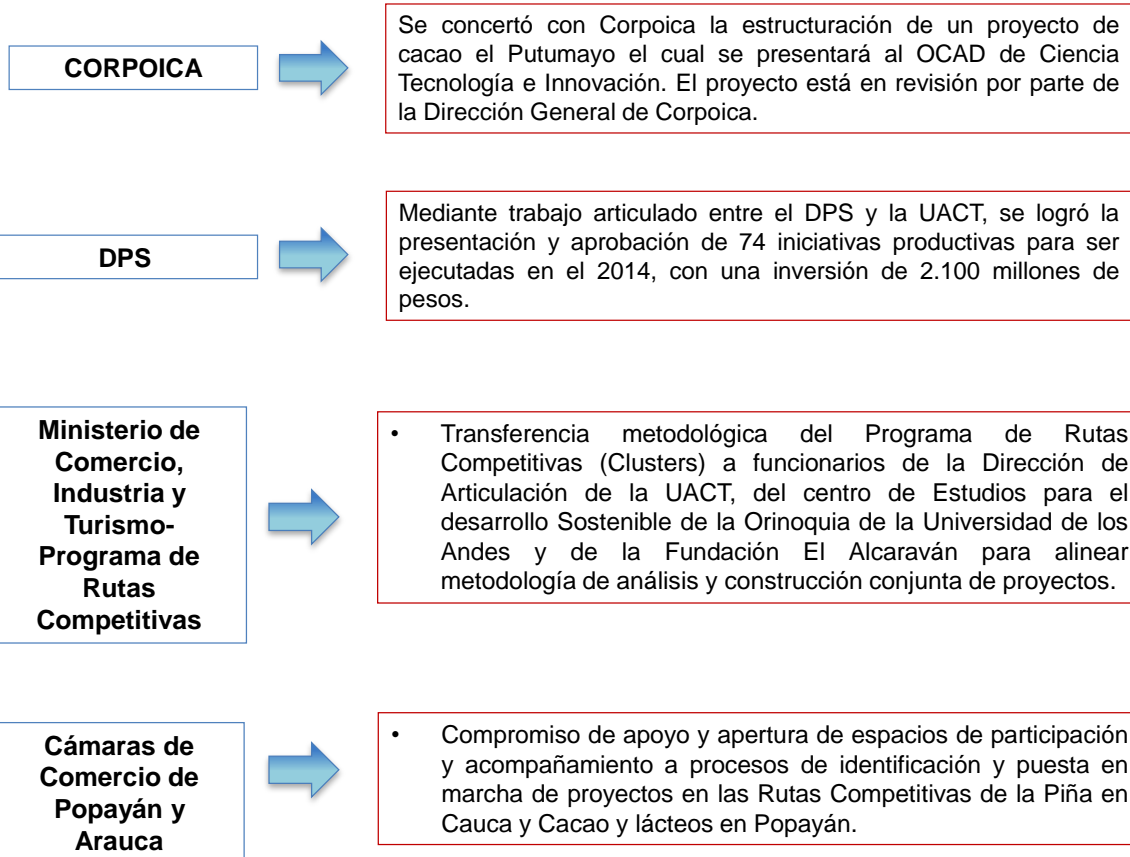 CORPOICA
Se concertó con Corpoica la estructuración de un proyecto de
cacao el Putumayo el cual se presentará al OCAD de Ciencia
Tecnología e Innovación. El proyecto está en revisión por parte de
la Dirección General de Corpoica.
DPS
Mediante trabajo articulado entre el DPS y la UACT, se logró la
presentación y aprobación de 74 iniciativas productivas para ser
ejecutadas en el 2014, con una inversión de 2.100 millones de
pesos.
Ministerio de
Comercio,
Industria y
Turismo-
Programa de
Rutas
Competitivas
• Transferencia metodológica del Programa de Rutas
Competitivas (Clusters) a funcionarios de la Dirección de
Articulación de la UACT, del centro de Estudios para el
desarrollo Sostenible de la Orinoquia de la Universidad de los
Andes y de la Fundación El Alcaraván para alinear
metodología de análisis y construcción conjunta de proyectos.
Cámaras de
Comercio de
Popayán y
Arauca
• Compromiso de apoyo y apertura de espacios de participación
y acompañamiento a procesos de identificación y puesta en
marcha de proyectos en las Rutas Competitivas de la Piña en
Cauca y Cacao y lácteos en Popayán.